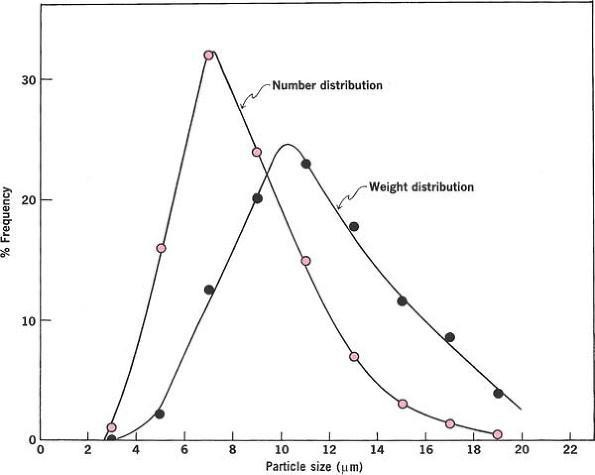 30
Number distribution
20
Weight distribution
% Frequency
10
0
0 2 4 6 8 10 12 14 16 18 20 22
Particle size (μm)